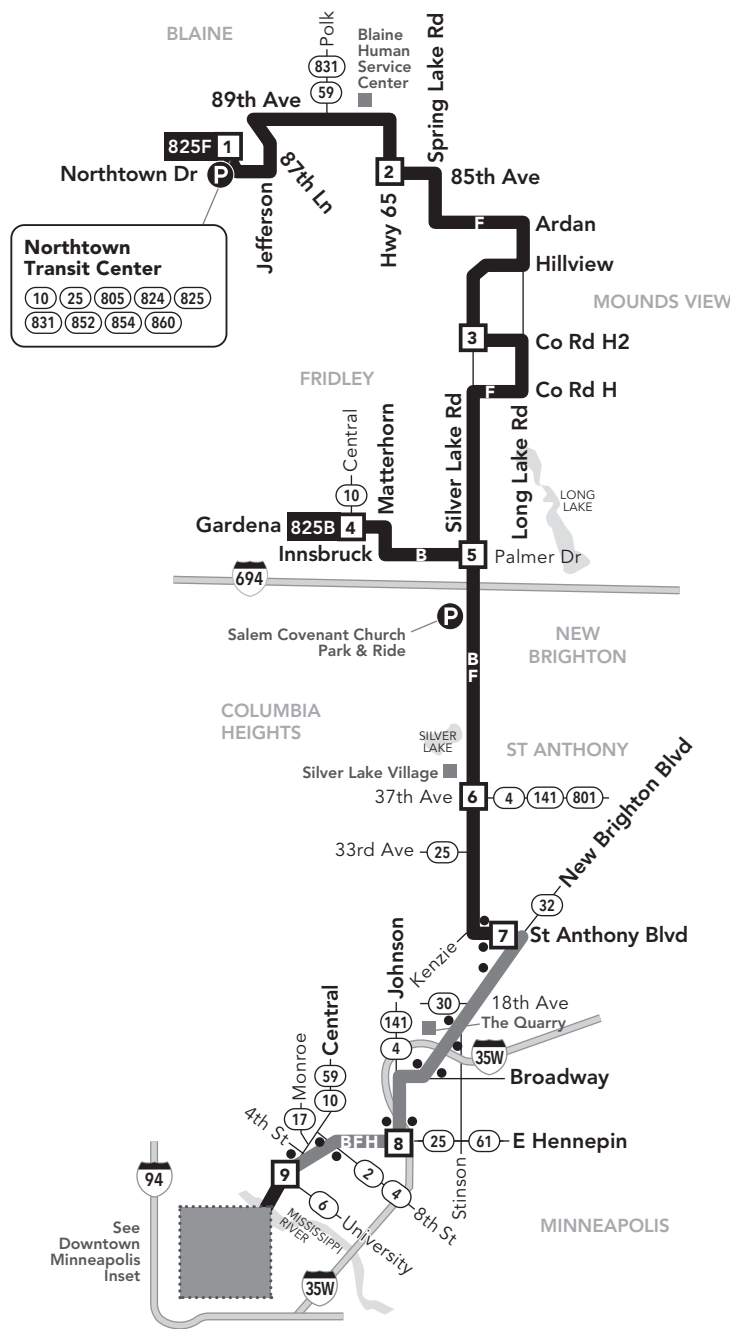 BLAINE
Polk
831
59
Blaine
Human
Service
Center
Spring Lake Rd
89th Ave
825F 1
Northtown Dr P
87th Ln
Jefferson
2
Hwy 65
85th Ave
F
Ardan
Hillview
Northtown
Transit Center
10 25 805 824 825
831 852 854 860
MOUNDS VIEW
3
Co Rd H2
FRIDLEY
F
Co Rd H
Silver Lake Rd
Long Lake Rd
LONG
LAKE
Central
10
Matterhorn
Gardena 825B 4
Innsbruck
B
5
Palmer Dr
694
P
Salem Covenant Church
Park & Ride
NEW
BRIGHTON
B
F
COLUMBIA
HEIGHTS
SILVER
LAKE
ST ANTHONY
Silver Lake Village
37th Ave
6
4 141 801
New Brighton Blvd
33rd Ave
25
32
7
St Anthony Blvd
Kenzie
Johnson
141
4
30
18th Ave
The Quarry
35W
Broadway
Central
59
10
Monroe
17
4th St
BFH
8
25 61
E Hennepin
9
2
4
8th St
Stinson
6
University
MISSISSIPPI
RIVER
94
See
Downtown
Minneapolis
Inset
MINNEAPOLIS
35W